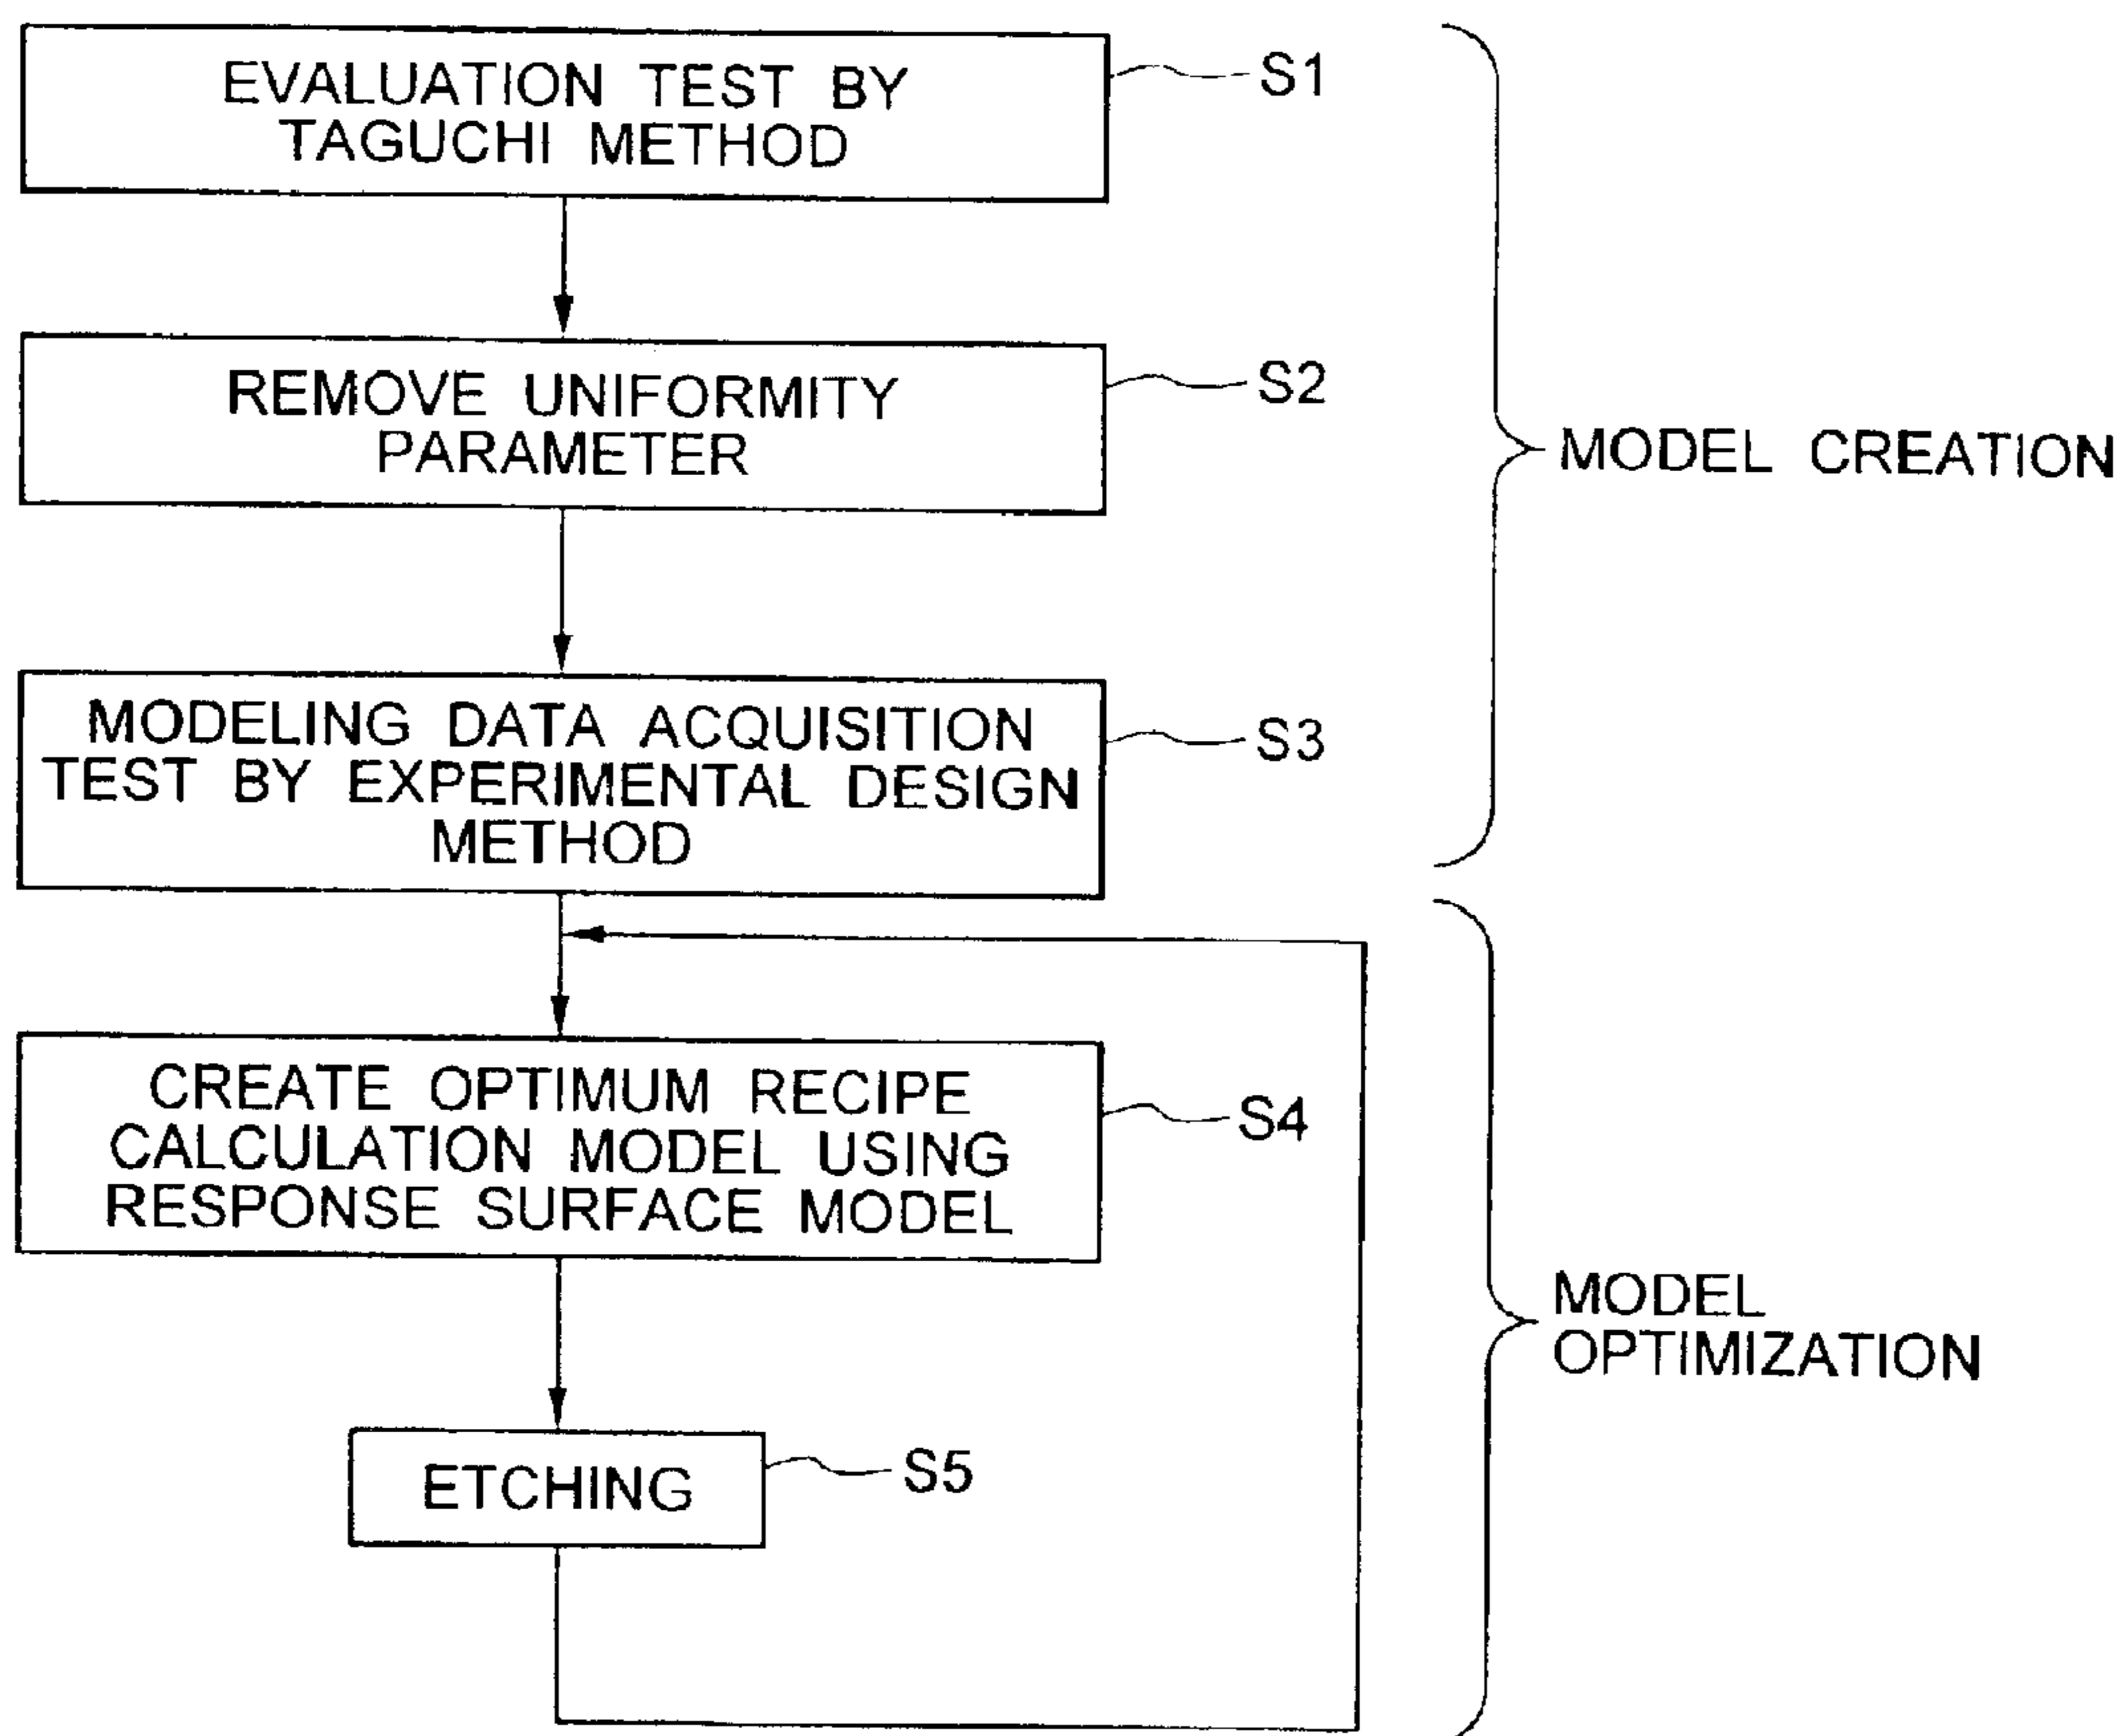 EVALUATION TEST BY
TAGUCHI METHOD
S1
REMOVE UNIFORMITY
PARAMETER
S2
MODEL CREATION
MODELING DATA ACQUISITION
TEST BY EXPERIMENTAL DESIGN
METHOD
S3
CREATE OPTIMUM RECIPE
CALCULATION MODEL USING
RESPONSE SURFACE MODEL
S4
MODEL
OPTIMIZATION
ETCHING
S5